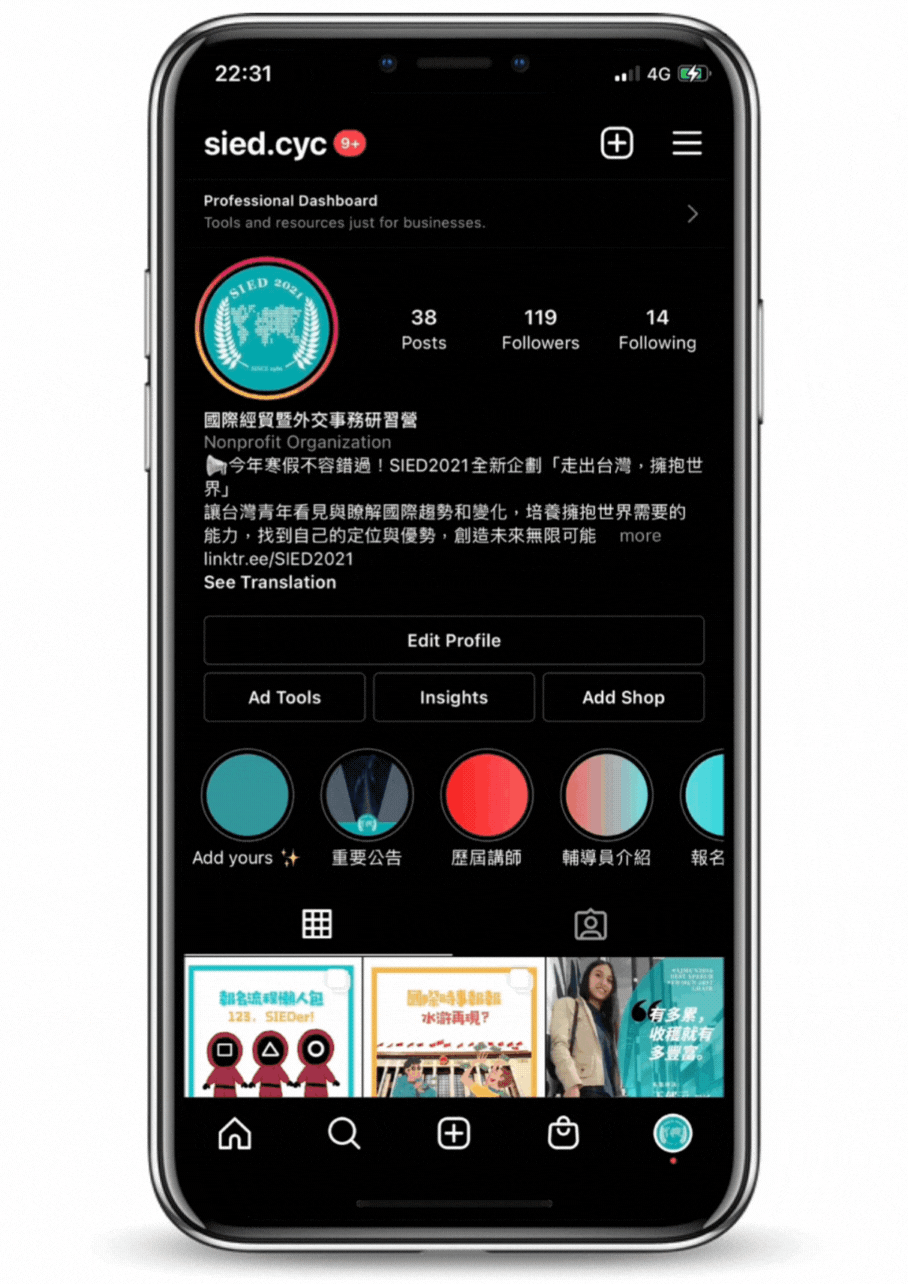 22:31
4G
sied.cyc 9+
Professional Dashboard
Tools and resources just for businesses.
SIED 2021
38 119 14
Posts Followers Following
國際經貿暨外交事務研習營
Nonprofit Organization
📢今年寒假不容錯過！SIED2021全新企劃「走出台灣，擁抱世
界」
讓台灣青年看見與瞭解國際趨勢和變化，培養擁抱世界需要的
能力，找到自己的定位與優勢，創造未來無限可能 more
linktr.ee/SIED2021
See Translation
Edit Profile
Ad Tools Insights Add Shop
Add yours ✨ 重要公告 歷屆講師 輔導員介紹 報名
報名流程懶人包
123, SIEDer!
國際時事報報
水滸再現？
“有多累，
收穫就有
多豐富。